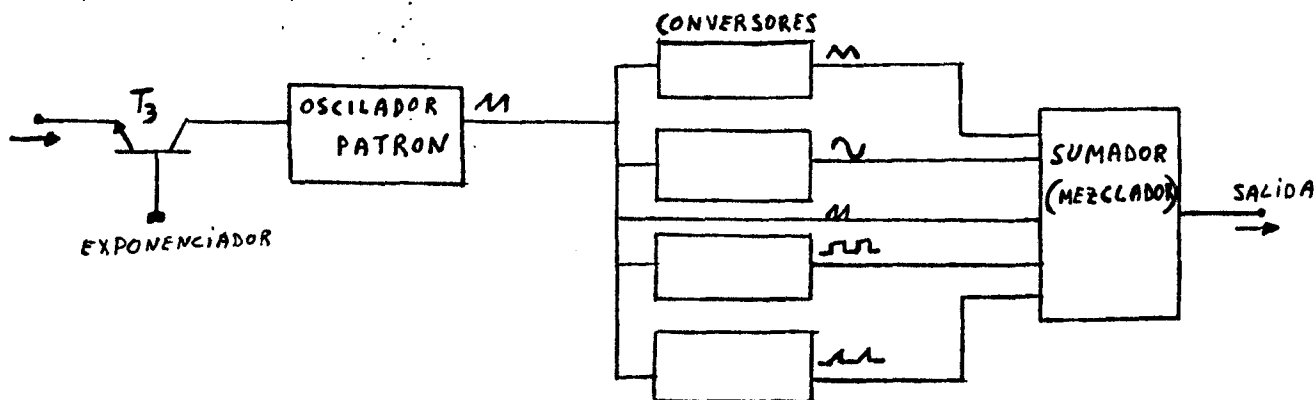 CONVERSORES
T3
OSCILADOR
PATRON
EXPONENCiADOR
SUMADOR
(MEZCLADOR)
SALIDA